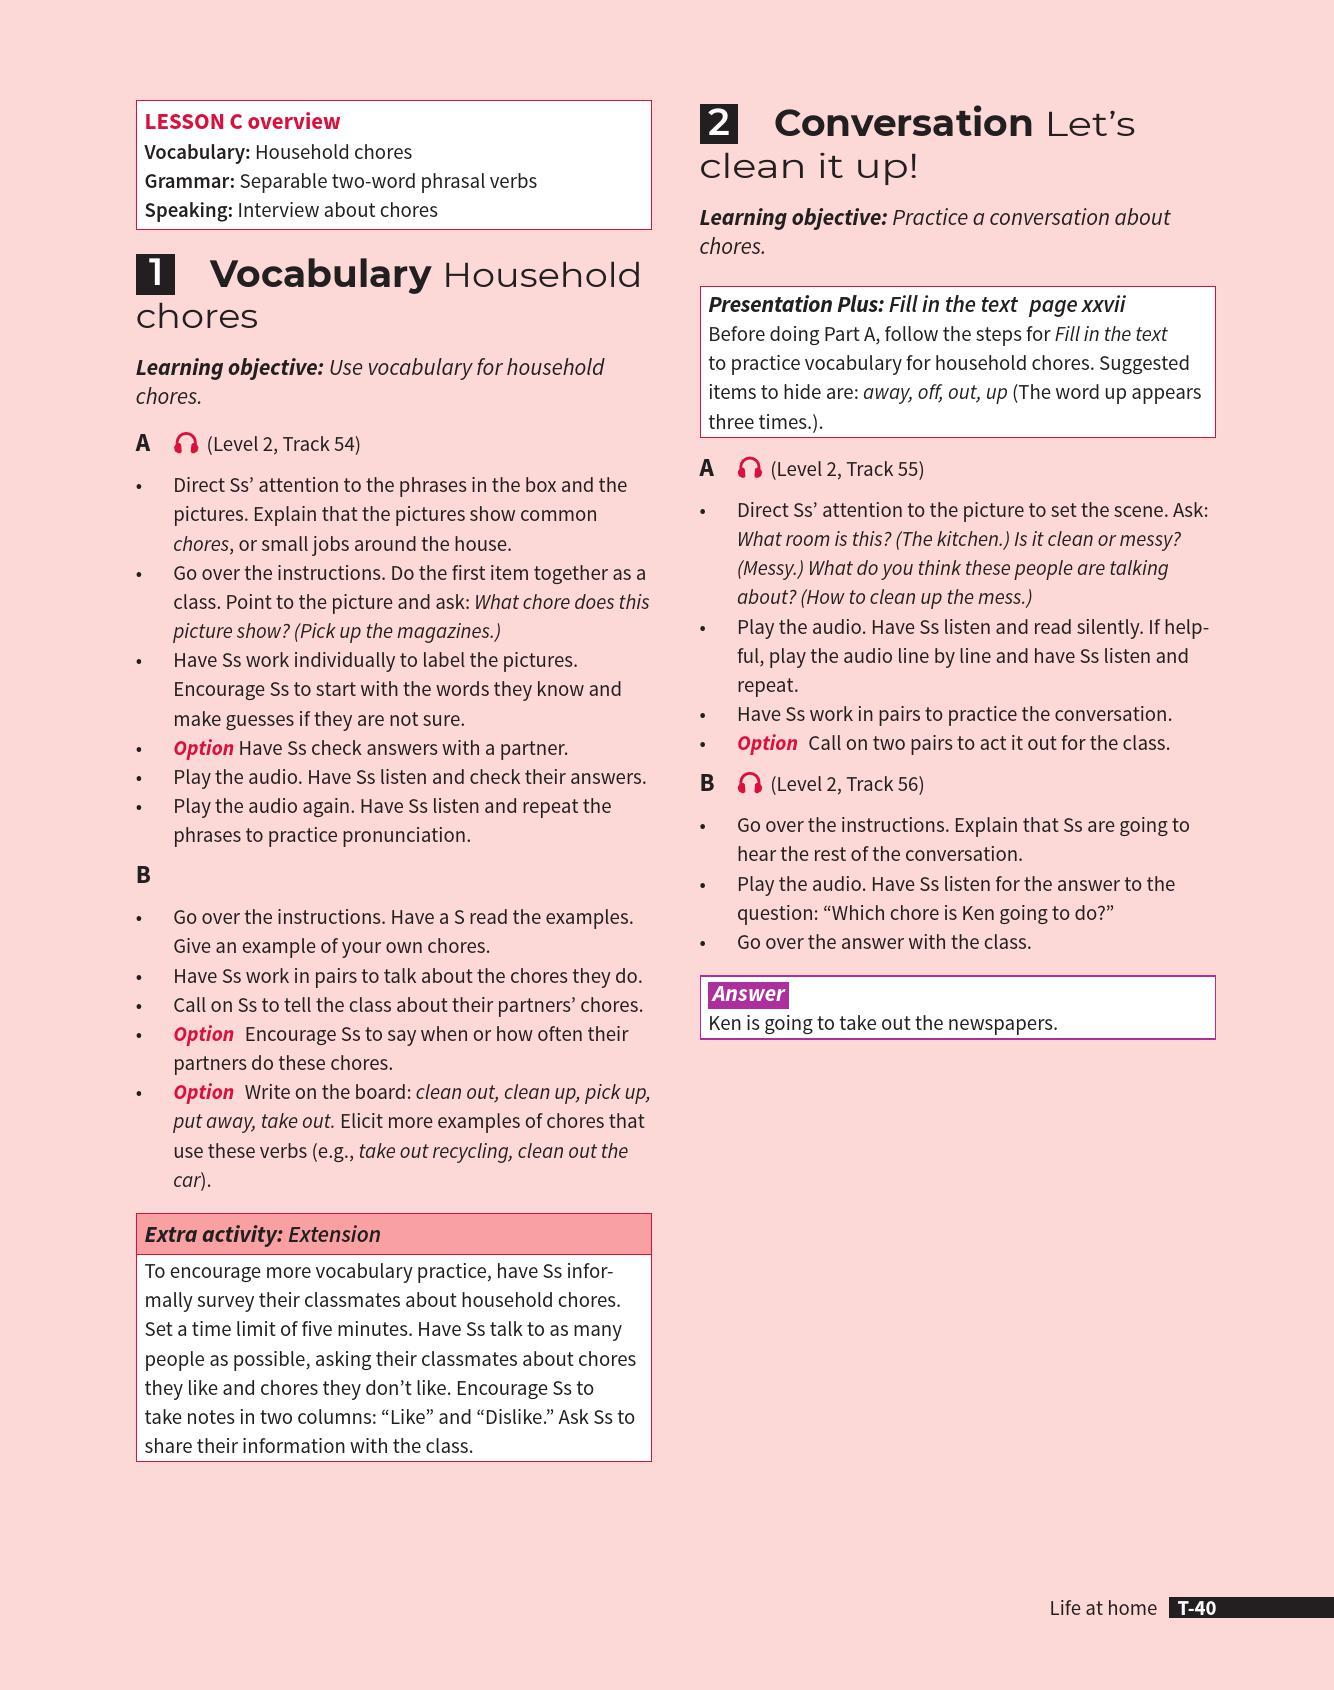 LESSON C overview
Vocabulary: Household chores
Grammar: Separable two-word phrasal verbs
Speaking: Interview about chores
1 Vocabulary Household
chores
Learning objective: Use vocabulary for household
chores.
A (Level 2, Track 54)
• Direct Ss’ attention to the phrases in the box and the
pictures. Explain that the pictures show common
chores, or small jobs around the house.
• Go over the instructions. Do the first item together as a
class. Point to the picture and ask: What chore does this
picture show? (Pick up the magazines.)
• Have Ss work individually to label the pictures.
Encourage Ss to start with the words they know and
make guesses if they are not sure.
• Option Have Ss check answers with a partner.
• Play the audio. Have Ss listen and check their answers.
• Play the audio again. Have Ss listen and repeat the
phrases to practice pronunciation.
B
• Go over the instructions. Have a S read the examples.
Give an example of your own chores.
• Have Ss work in pairs to talk about the chores they do.
• Call on Ss to tell the class about their partners’ chores.
• Option Encourage Ss to say when or how often their
partners do these chores.
• Option Write on the board: clean out, clean up, pick up,
put away, take out. Elicit more examples of chores that
use these verbs (e.g., take out recycling, clean out the
car).
Extra activity: Extension
To encourage more vocabulary practice, have Ss infor-
mally survey their classmates about household chores.
Set a time limit of five minutes. Have Ss talk to as many
people as possible, asking their classmates about chores
they like and chores they don’t like. Encourage Ss to
take notes in two columns: “Like” and “Dislike.” Ask Ss to
share their information with the class.
2 Conversation Let’s
clean it up!
Learning objective: Practice a conversation about
chores.
Presentation Plus: Fill in the text page xxvii
Before doing Part A, follow the steps for Fill in the text
to practice vocabulary for household chores. Suggested
items to hide are: away, off, out, up (The word up appears
three times.).
A (Level 2, Track 55)
• Direct Ss’ attention to the picture to set the scene. Ask:
What room is this? (The kitchen.) Is it clean or messy?
(Messy.) What do you think these people are talking
about? (How to clean up the mess.)
• Play the audio. Have Ss listen and read silently. If help-
ful, play the audio line by line and have Ss listen and
repeat.
• Have Ss work in pairs to practice the conversation.
• Option Call on two pairs to act it out for the class.
B (Level 2, Track 56)
• Go over the instructions. Explain that Ss are going to
hear the rest of the conversation.
• Play the audio. Have Ss listen for the answer to the
question: “Which chore is Ken going to do?”
• Go over the answer with the class.
Answer
Ken is going to take out the newspapers.
Life at home T-40